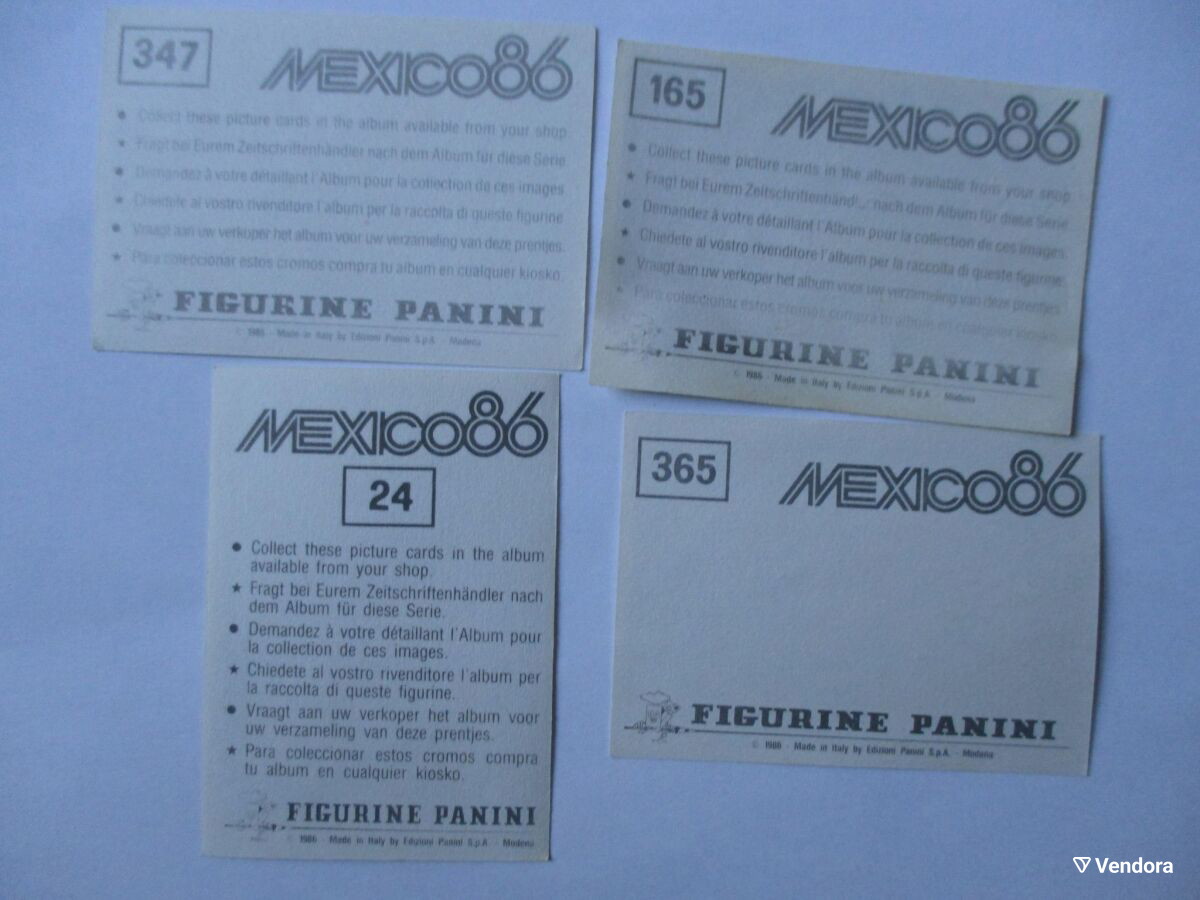 347
MEXICO86
• Collect these picture cards in the album available from your shop.
★ Fragt bei Eurem Zeitschriftenhändler nach dem Album für diese Serie.
• Demandez à votre détaillant l'Album pour la collection de ces images.
★ Chiedete al vostro rivenditore l'album per la raccolta di queste figurine.
• Vraagt aan uw verkoper het album voor uw verzameling van deze prentjes.
★ Para coleccionar estos cromos compra tu album en cualquier kiosko.
FIGURINE PANINI
© 1986 - Made in Italy by Edizioni Panini S.p.A. - Modena
165
MEXICO86
• Collect these picture cards in the album available from your shop.
★ Fragt bei Eurem nach dem Album für diese Serie.
• Demandez à votre détaillant l'Album pour la collection de ces images.
★ Chiedete al vostro rivenditore l'album per la raccolta di queste figurine.
• Vraagt aan uw verkoper het album voor uw verzameling van deze prentjes.
★ Para coleccionar estos cromos compra tu album en cualquier kiosko.
FIGURINE PANINI
© 1986 - Made in Italy by Edizioni Panini S.p.A. - Modena
MEXICO86
24
• Collect these picture cards in the album
available from your shop.
★ Fragt bei Eurem Zeitschriftenhändler nach
dem Album für diese Serie.
• Demandez à votre détaillant l'Album pour
la collection de ces images.
★ Chiedete al vostro rivenditore l'album per
la raccolta di queste figurine.
• Vraagt aan uw verkoper het album voor
uw verzameling van deze prentjes.
★ Para coleccionar estos cromos compra
tu album en cualquier kiosko.
FIGURINE PANINI
© 1986 - Made in Italy by Edizioni Panini S.p.A. - Modena
365
MEXICO86
FIGURINE PANINI
© 1986 - Made in Italy by Edizioni Panini S.p.A. - Modena
Vendora